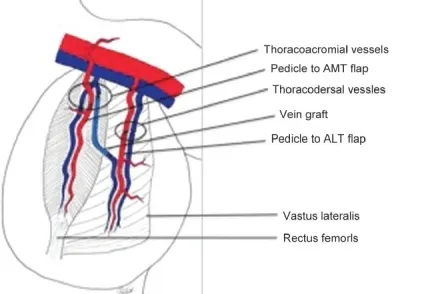 Thoracoacromial vessels
Pedicle to AMT flap
Thoracodersal vessles
Vein graft
Pedicle to ALT flap
Vastus lateralis
Rectus femorls